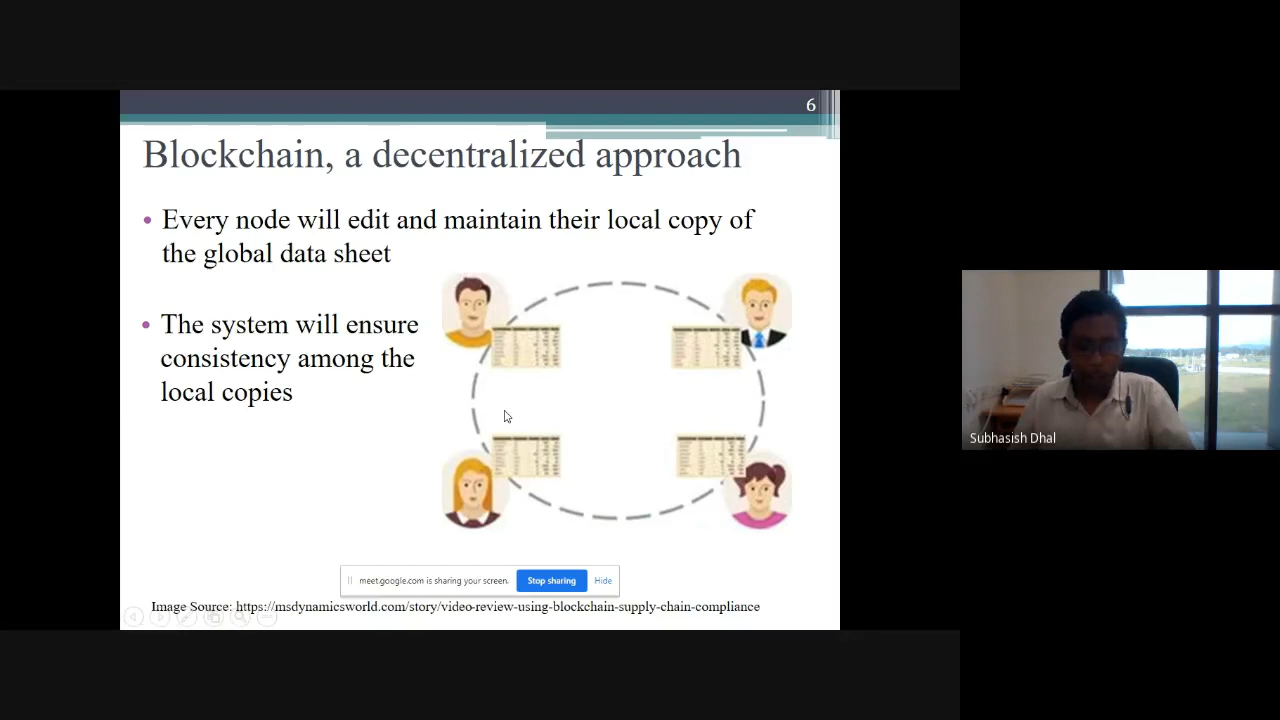 6
Blockchain, a decentralized approach
• Every node will edit and maintain their local copy of
the global data sheet
• The system will ensure
consistency among the
local copies
meet.google.com is sharing your screen.
Stop sharing
Hide
Image Source: https://msdynamicsworld.com/story/video-review-using-blockchain-supply-chain-compliance
Subhasish Dhal